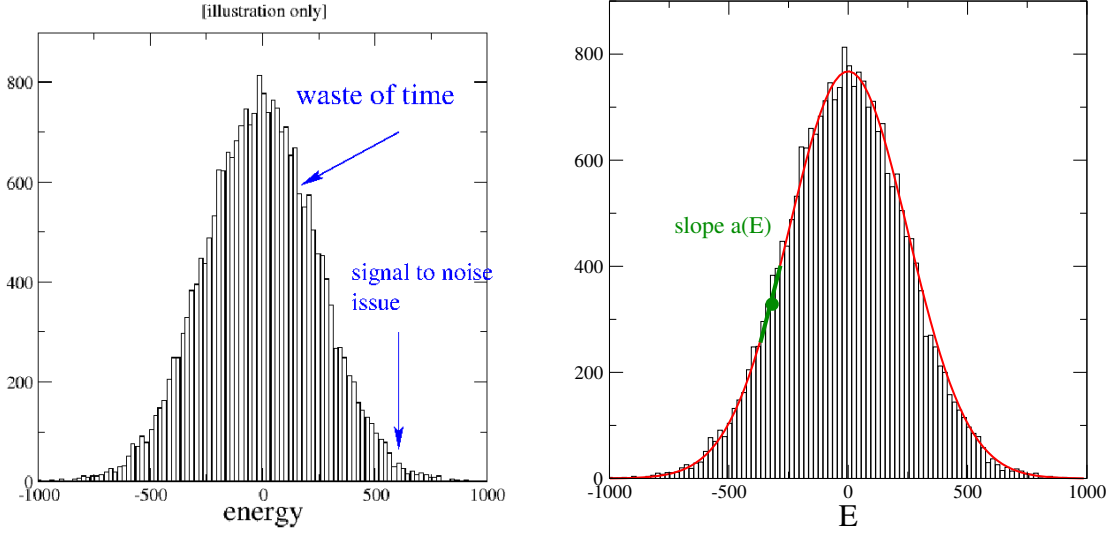 [illustration only]
800
600
400
200
0
-1000
-500
0
500
1000
energy
waste of time
signal to noise
issue
800
600
400
200
0
-1000
-500
0
500
1000
E
slope a(E)